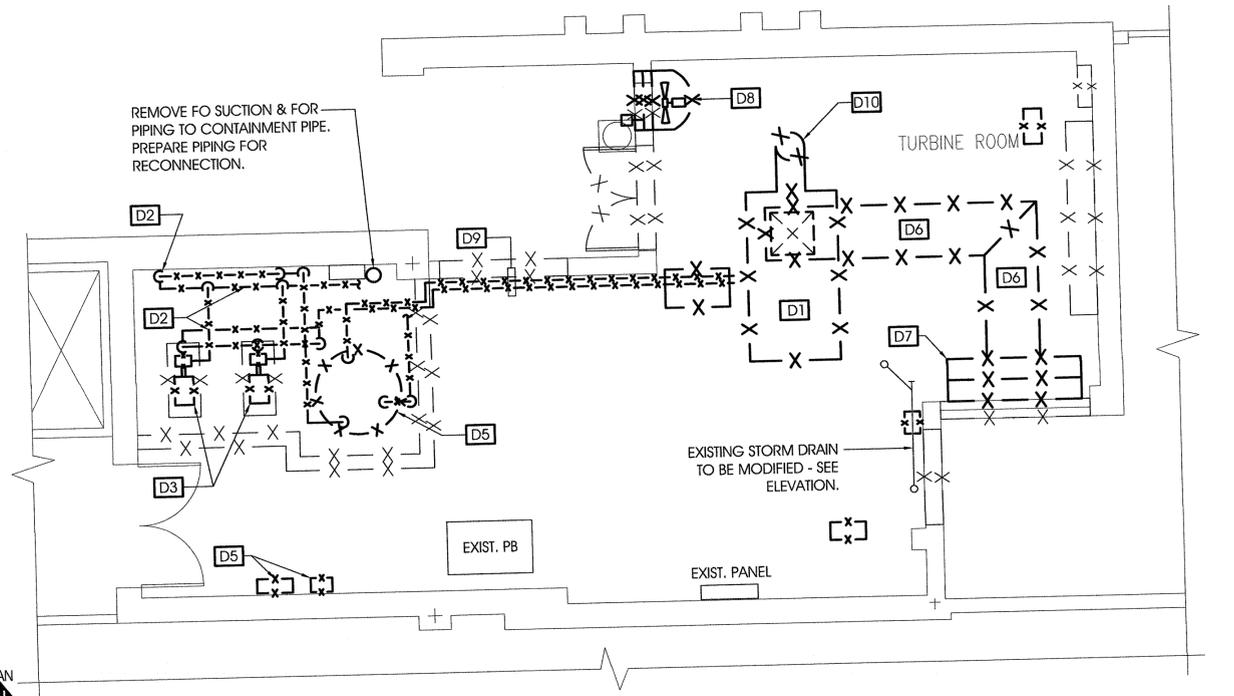 D8
D10
REMOVE FO SUCTION & FOR
PIPING TO CONTAINMENT PIPE.
PREPARE PIPING FOR
RECONNECTION.
TURBINE ROOM
D2
D9
D6
D6
D2
D1
D7
D5
EXISTING STORM DRAIN
TO BE MODIFIED - SEE
ELEVATION.
D3
EXIST. PB
D5
EXIST. PANEL
AN